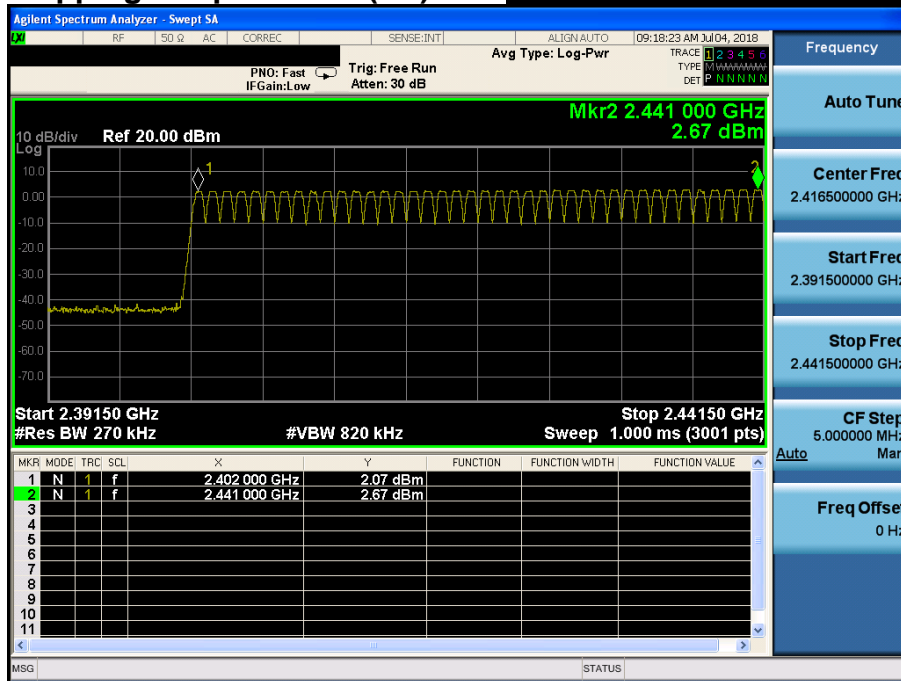 Agilent Spectrum Analyzer - Swept SA
LXI RF 50 Ω AC CORREC SENSE:INT ALIGN AUTO 09:18:23 AM Jul 04, 2018
Frequency
Avg Type: Log-Pwr TRACE 1 2 3 4 5 6
PNO: Fast Trig: Free Run TYPE M WWWWW
IFGain:Low Atten: 30 dB DET P N N N N N
Auto Tune
Mkr2 2.441 000 GHz
10 dB/div Ref 20.00 dBm 2.67 dBm
Log
10.0
0.00
-10.0
-20.0
-30.0
-40.0
-50.0
-60.0
-70.0
1
2
Center Freq
2.416500000 GHz
Start Freq
2.391500000 GHz
Stop Freq
2.441500000 GHz
Start 2.39150 GHz Stop 2.44150 GHz
#Res BW 270 kHz #VBW 820 kHz Sweep 1.000 ms (3001 pts)
CF Step
5.000000 MHz
Auto Man
MKR MODE TRC SCL X Y FUNCTION FUNCTION WIDTH FUNCTION VALUE
1 N 1 f 2.402 000 GHz 2.07 dBm
2 N 1 f 2.441 000 GHz 2.67 dBm
3
4
5
6
7
8
9
10
11
Freq Offset
0 Hz
MSG STATUS